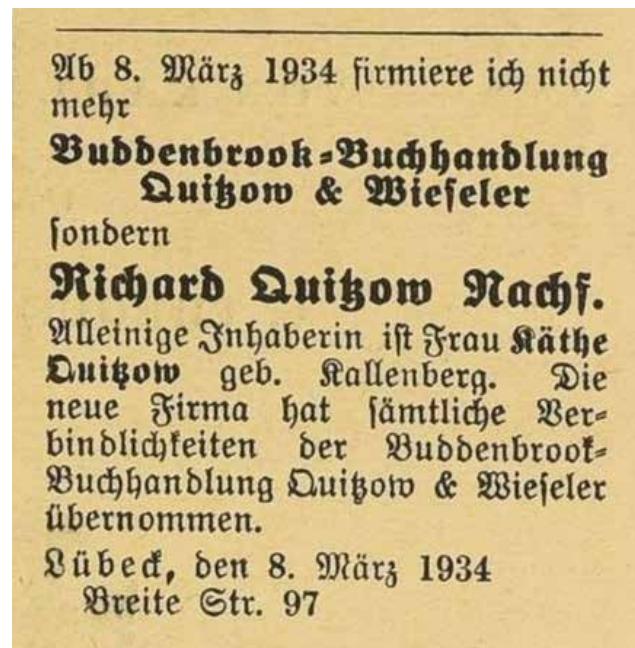 Ab 8. März 1934 firmiere ich nicht
mehr
Buddenbrook-Buchhandlung
Quitzow & Wieseler
sondern
Richard Quitzow Nachf.
Alleinige Inhaberin ist Frau Käthe
Quitzow geb. Kallenberg. Die
neue Firma hat sämtliche Ver-
bindlichkeiten der Buddenbrook-
Buchhandlung Quitzow & Wieseler
übernommen.
Lübeck, den 8. März 1934
Breite Str. 97